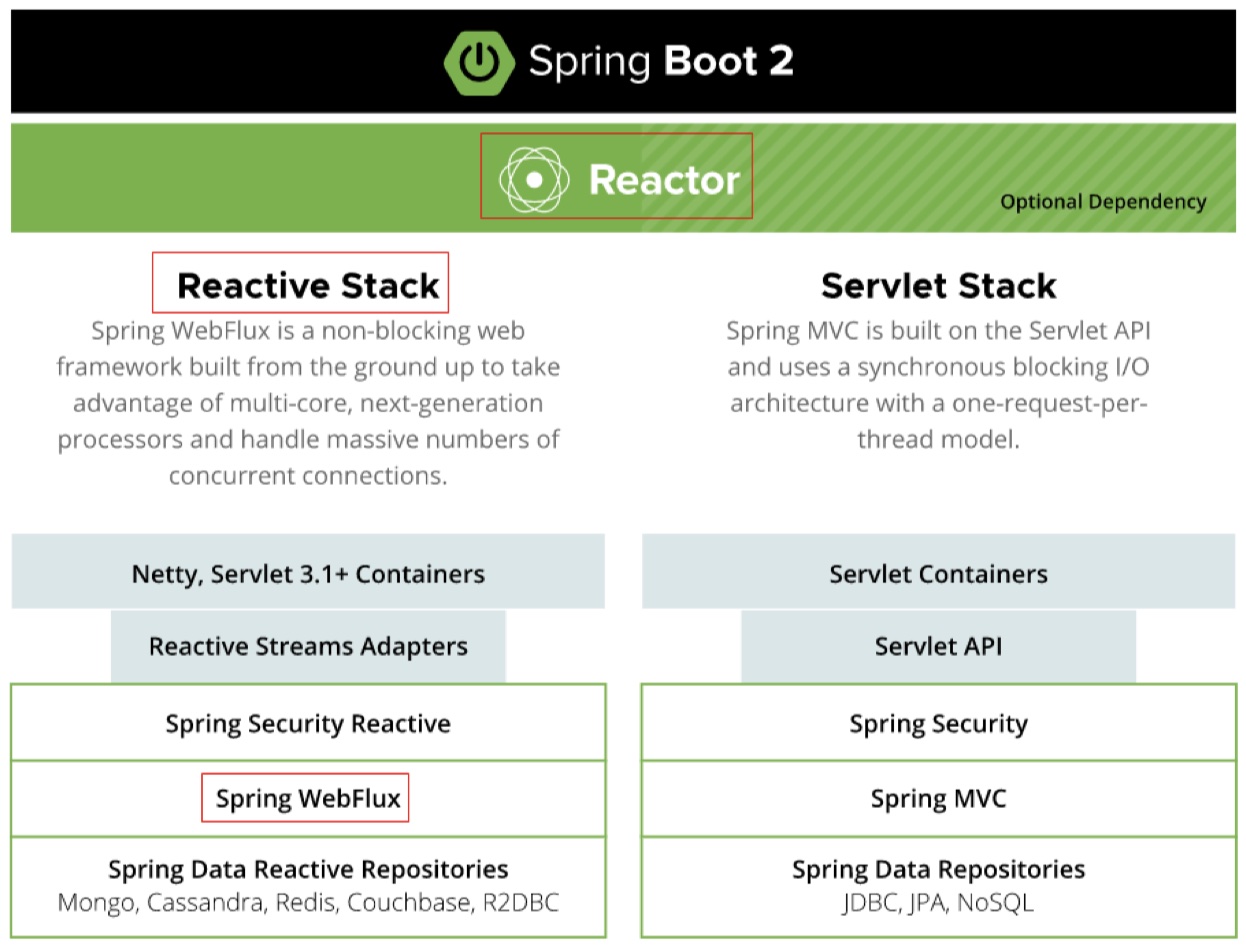 Spring Boot 2
Reactor
Optional Dependency
Reactive Stack
Spring WebFlux is a non-blocking web
framework built from the ground up to take
advantage of multi-core, next-generation
processors and handle massive numbers of
concurrent connections.
Netty, Servlet 3.1+ Containers
Reactive Streams Adapters
Spring Security Reactive
Spring WebFlux
Spring Data Reactive Repositories
Mongo, Cassandra, Redis, Couchbase, R2DBC
Servlet Stack
Spring MVC is built on the Servlet API
and uses a synchronous blocking I/O
architecture with a one-request-per-
thread model.
Servlet Containers
Servlet API
Spring Security
Spring MVC
Spring Data Repositories
JDBC, JPA, NoSQL